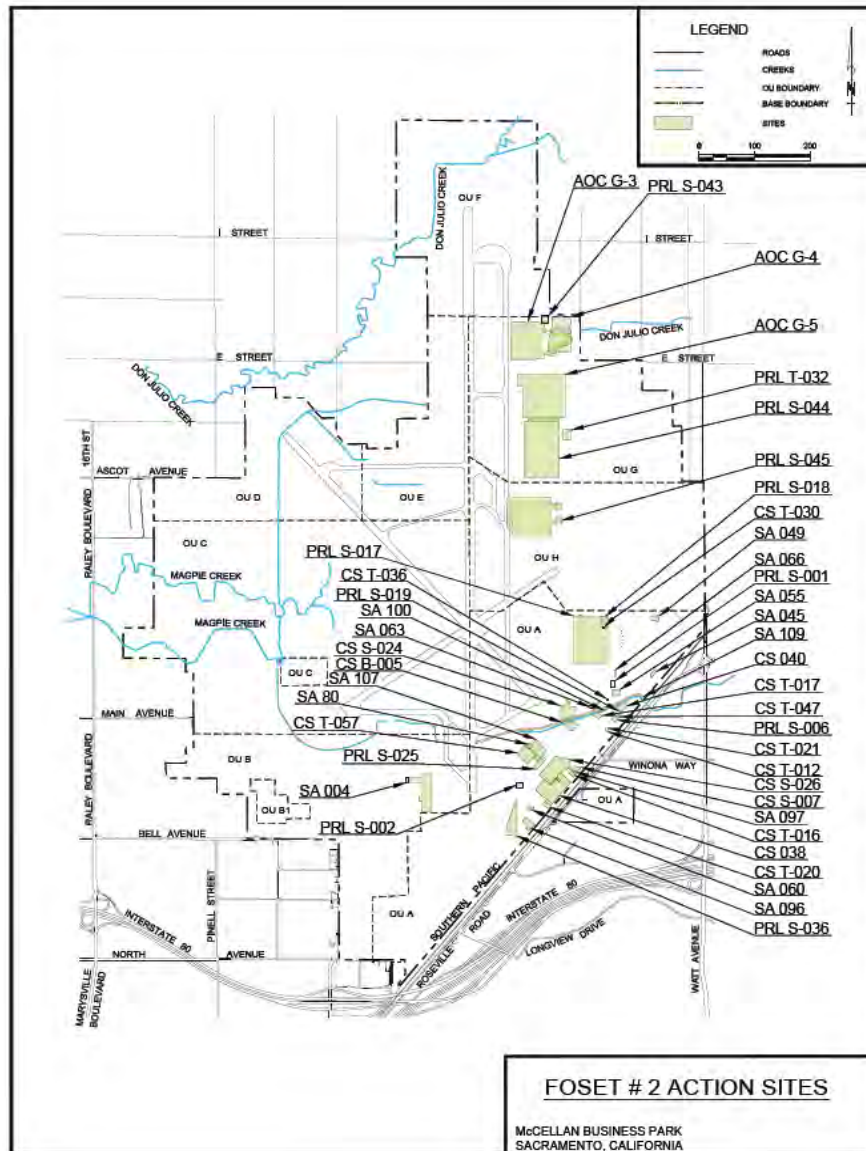 LEGEND
ROADS
CREEKS
OU BOUNDARY
BASE BOUNDARY
SITES
N
0 100 200
AOC G-3
PRL S-043
OU F
DON JULIO CREEK
I STREET
I STREET
AOC G-4
DON JULIO CREEK
AOC G-5
E STREET
E STREET
DON JULIO CREEK
PRL T-032
PRL S-044
16TH ST
ASCOT AVENUE
OU G
PRL S-045
OU D
OU E
PRL S-018
CS T-030
OU C
RALEY BOULEVARD
OU H
SA 049
PRL S-017
MAGPIE CREEK
CS T-036
SA 066
PRL S-019
PRL S-001
SA 100
SA 055
MAGPIE CREEK
OU A
SA 063
SA 045
CS S-024
SA 109
OU C
CS B-005
CS 040
SA 107
CS T-017
SA 80
CS T-047
MAIN AVENUE
CS T-057
PRL S-006
CS T-021
OU B
PRL S-025
WINONA WAY
CS T-012
CS S-026
SA 004
OU A
CS S-007
RALEY BOULEVARD
OU B1
SA 097
PRL S-002
CS T-016
BELL AVENUE
CS 038
CS T-020
PINELL STREET
SOUTHERN PACIFIC
SA 060
INTERSTATE 80
OU A
ROSEVILLE ROAD
INTERSTATE 80
SA 096
PRL S-036
NORTH AVENUE
LONGVIEW DRIVE
WATT AVENUE
MARYSVILLE BOULEVARD
FOSET # 2 ACTION SITES
McCELLAN BUSINESS PARK
SACRAMENTO, CALIFORNIA